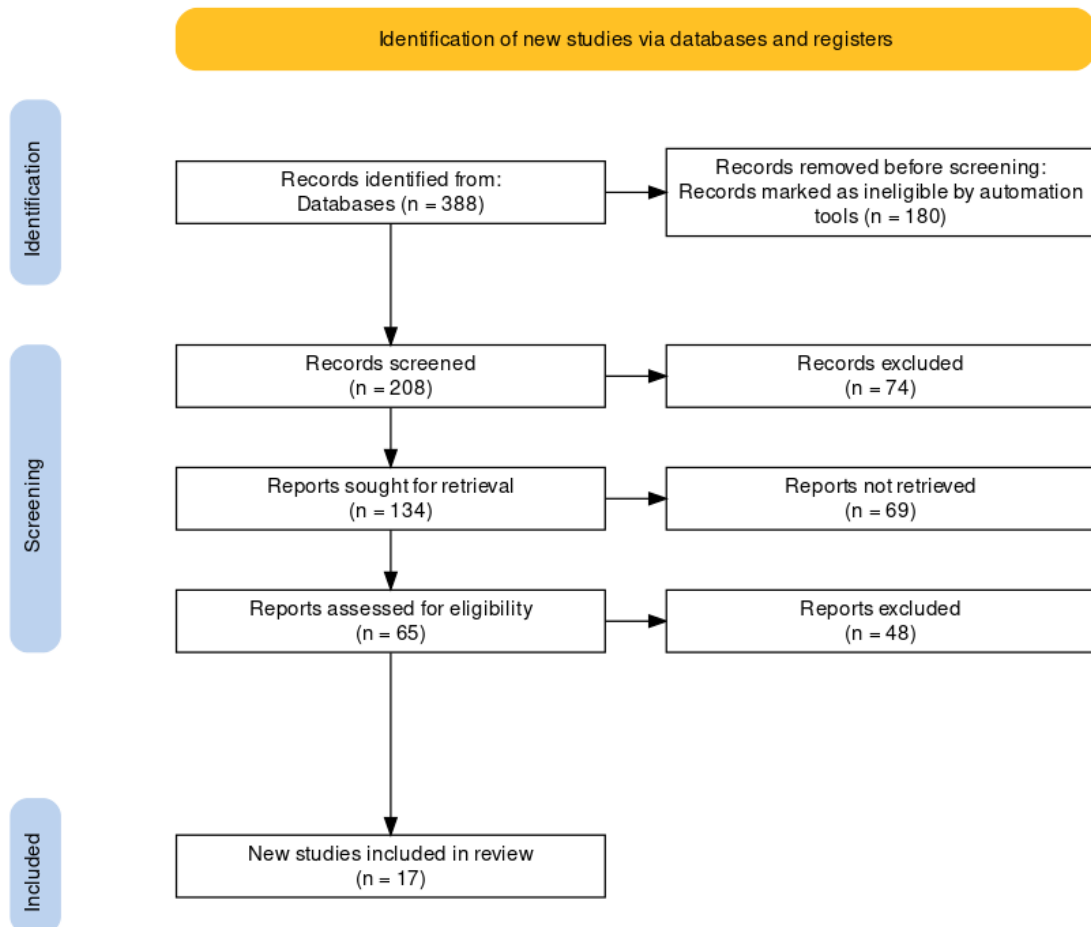 Identification of new studies via databases and registers
Identification
Records identified from:
Databases (n = 388)
Records removed before screening:
Records marked as ineligible by automation
tools (n = 180)
Screening
Records screened
(n = 208)
Records excluded
(n = 74)
Reports sought for retrieval
(n = 134)
Reports not retrieved
(n = 69)
Reports assessed for eligibility
(n = 65)
Reports excluded
(n = 48)
Included
New studies included in review
(n = 17)